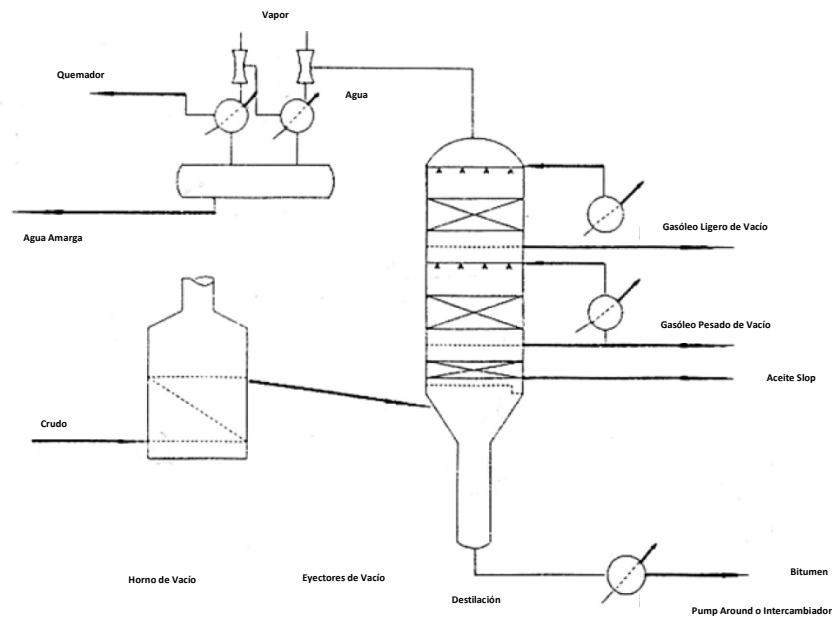 Vapor
Quemador
Agua
Agua Amarga
Gasóleo Ligero de Vacío
Gasóleo Pesado de Vacío
Aceite Slop
Crudo
Horno de Vacío
Eyectores de Vacío
Destilación
Bitumen
Pump Around o Intercambiador